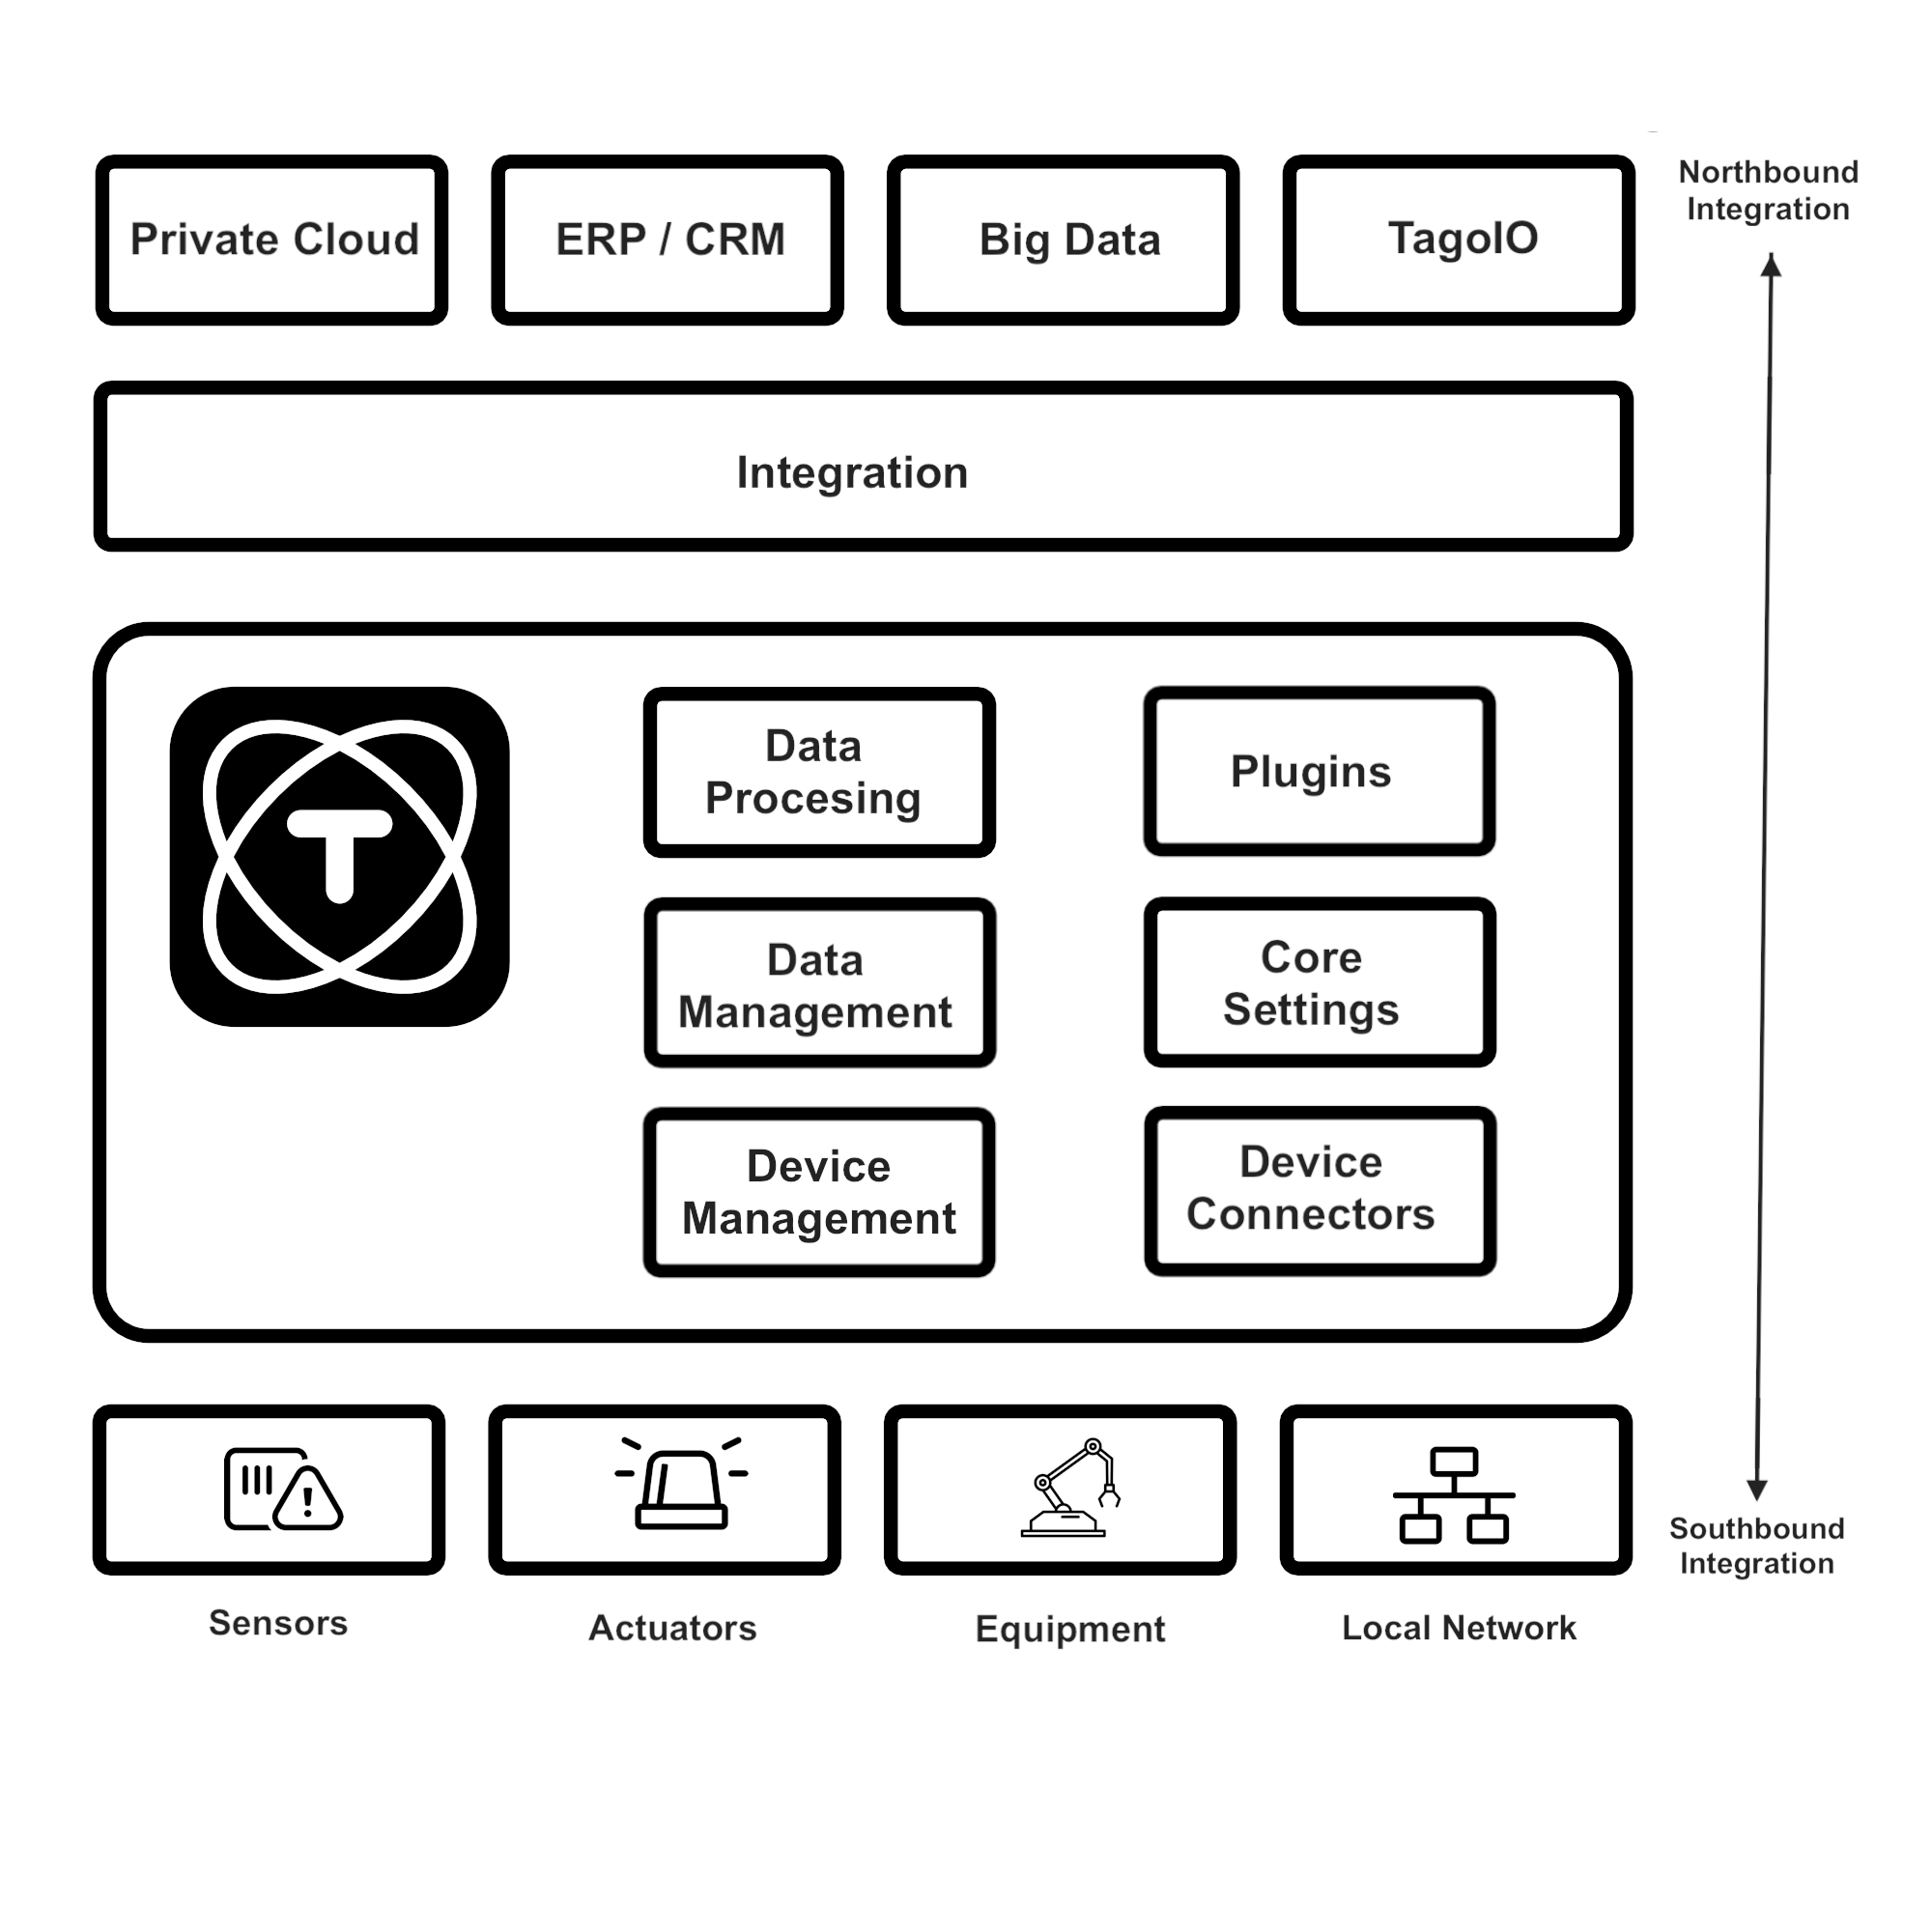 Private Cloud
ERP / CRM
Big Data
TagoIO
Northbound
Integration
Integration
T
Data
Procesing
Plugins
Data
Management
Core
Settings
Device
Management
Device
Connectors
Southbound
Integration
Sensors
Actuators
Equipment
Local Network